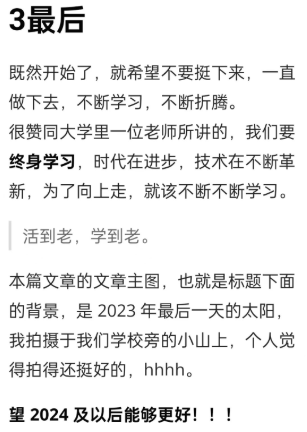 3最后
既然开始了，就希望不要挺下来，一直
做下去，不断学习，不断折腾。
很赞同大学里一位老师所讲的，我们要
终身学习，时代在进步，技术在不断革
新，为了向上走，就该不断不断学习。
活到老，学到老。
本篇文章的文章主图，也就是标题下面
的背景，是 2023 年最后一天的太阳，
我拍摄于我们学校旁的小山上，个人觉
得拍得还挺好的，hhhh。
望 2024 及以后能够更好！！！